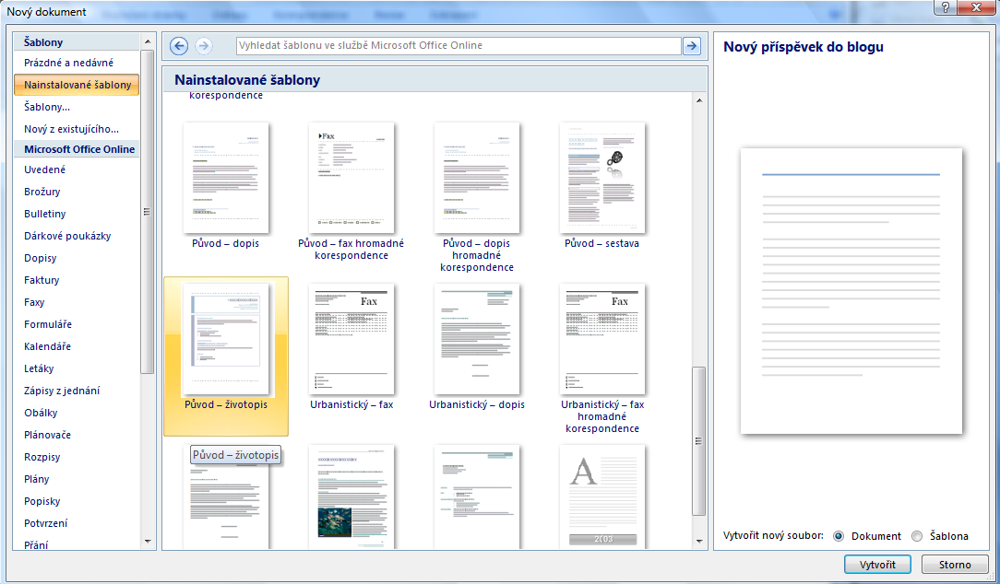 Nový dokument
Šablony
Prázdné a nedávné
Nainstalované šablony
Šablony...
Nový z existujícího...
Microsoft Office Online
Uvedené
Brožury
Bulletiny
Dárkové poukázky
Dopisy
Faktury
Faxy
Formuláře
Kalendáře
Letáky
Zápisy z jednání
Obálky
Plánovače
Rozpisy
Plány
Popisky
Potvrzení
Přání
Vyhledat šablonu ve službě Microsoft Office Online
Nainstalované šablony
korespondence
Fax
Původ – dopis
Původ – fax hromadné
korespondence
Původ – dopis
hromadné
korespondence
Původ – sestava
Fax
Fax
Původ – životopis
Urbanistický – fax
Urbanistický – dopis
Urbanistický – fax
hromadné
korespondence
Původ – životopis
A
2003
Nový příspěvek do blogu
Vytvořit nový soubor:
Dokument
Šablona
Vytvořit
Storno